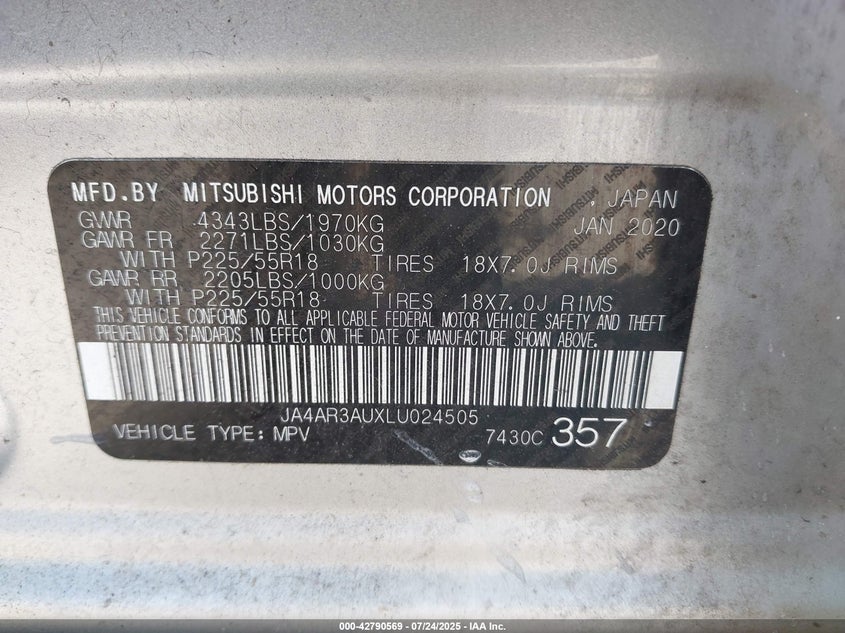 MFD.BY MITSUBISHI MOTORS CORPORATION , JAPAN
GVWR 4343LBS/1970KG JAN 2020
GAWR FR 2271LBS/1030KG
WITH P225/55R18 TIRES 18X7.0J RIMS
GAWR RR 2205LBS/1000KG
WITH P225/55R18 TIRES 18X7.0J RIMS
THIS VEHICLE CONFORMS TO ALL APPLICABLE FEDERAL MOTOR VEHICLE SAFETY AND THEFT
PREVENTION STANDARDS IN EFFECT ON THE DATE OF MANUFACTURE SHOWN ABOVE.
JA4AR3AUXLU024505
VEHICLE TYPE: MPV 7430C 357
000-42790569 - 07/24/2025 - IAA Inc.